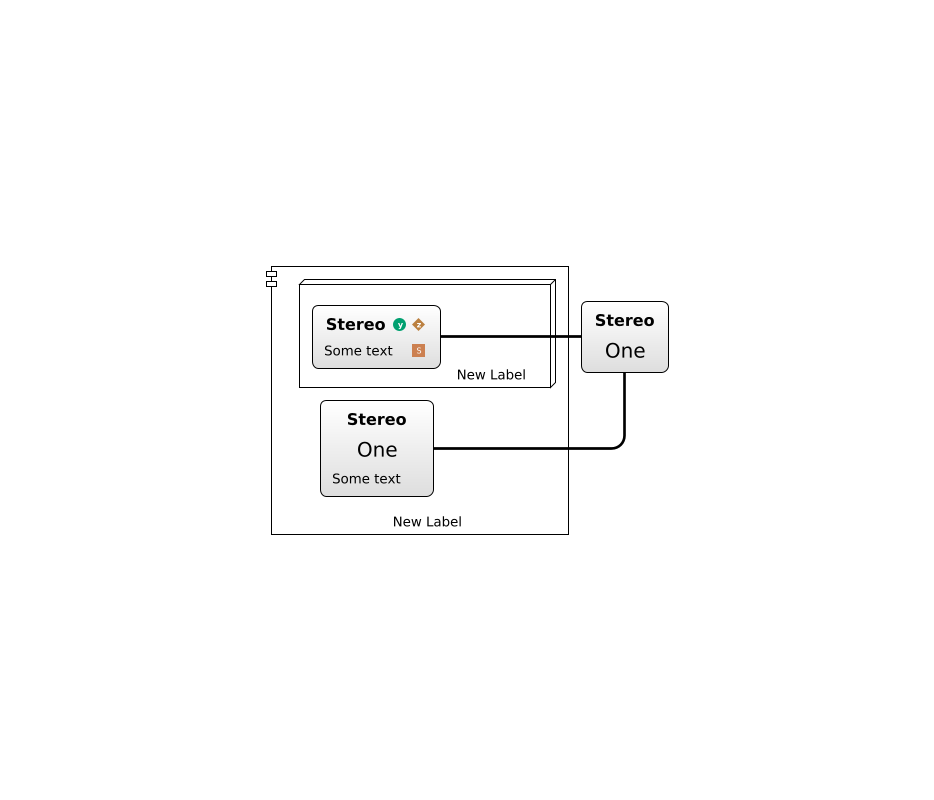 Stereo y z
Some text S
New Label
Stereo
One
Stereo
One
Some text
New Label